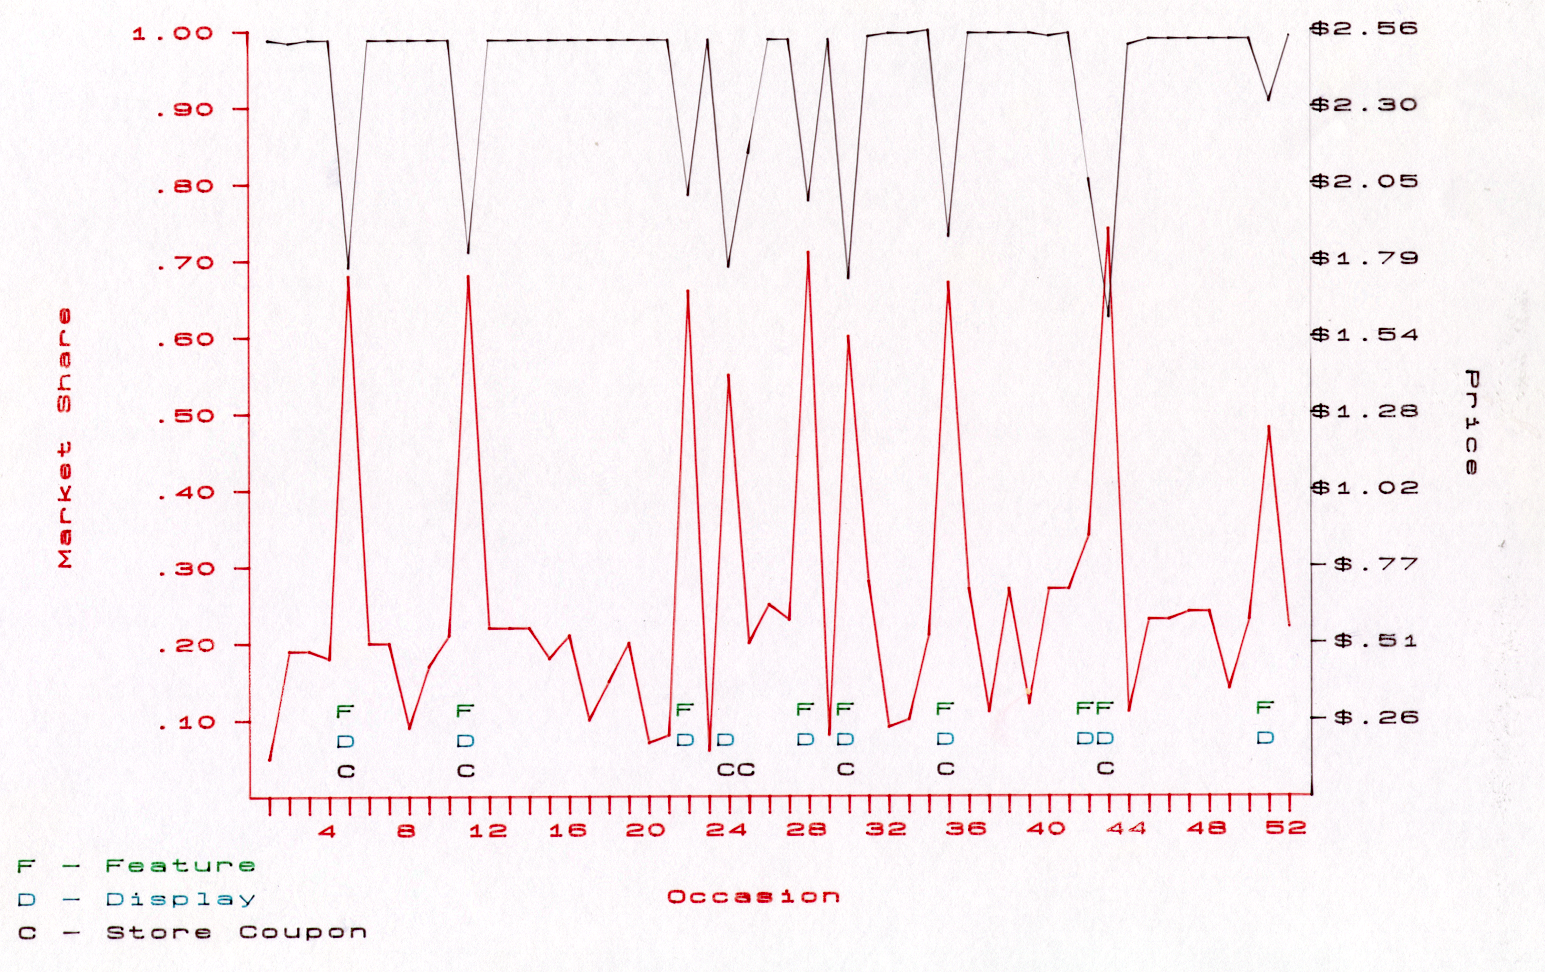 1.00
.90
.80
.70
.60
.50
.40
.30
.20
.10
Market Share
$2.56
$2.30
$2.05
$1.79
$1.54
$1.28
$1.02
$.77
$.51
$.26
Price
F F F F F F FF F
D D D D D D D DD D
C C CC C C C
4 8 12 16 20 24 28 32 36 40 44 48 52
Occasion
F - Feature
D - Display
C - Store Coupon